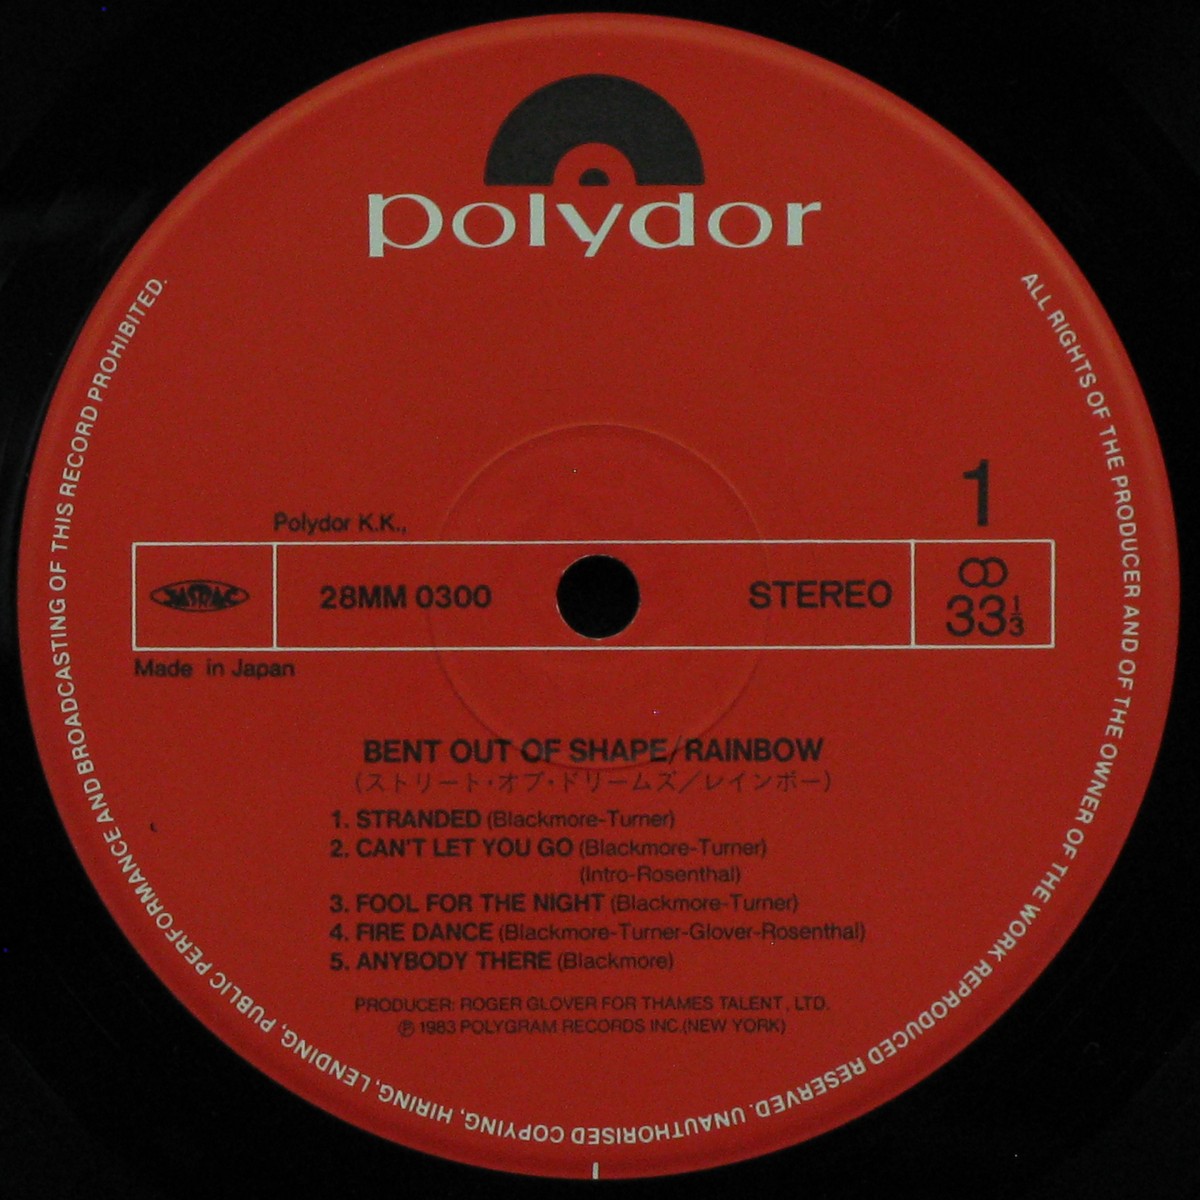 polydor
1
Polydor K.K.,
JASRAC
28MM 0300
STEREO
33 1/3
Made in Japan
BENT OUT OF SHAPE/RAINBOW
(ストリート・オブ・ドリームズ/レインボー)
1. STRANDED (Blackmore-Turner)
2. CAN'T LET YOU GO (Blackmore-Turner)
(Intro-Rosenthal)
3. FOOL FOR THE NIGHT (Blackmore-Turner)
4. FIRE DANCE (Blackmore-Turner-Glover-Rosenthal)
5. ANYBODY THERE (Blackmore)
PRODUCER: ROGER GLOVER FOR THAMES TALENT, LTD.
℗ 1983 POLYGRAM RECORDS INC.(NEW YORK)
ALL RIGHTS OF THE PRODUCER AND OF THE OWNER OF THE WORK REPRODUCED RESERVED. UNAUTHORISED COPYING, HIRING, LENDING, PUBLIC PERFORMANCE AND BROADCASTING OF THIS RECORD PROHIBITED.